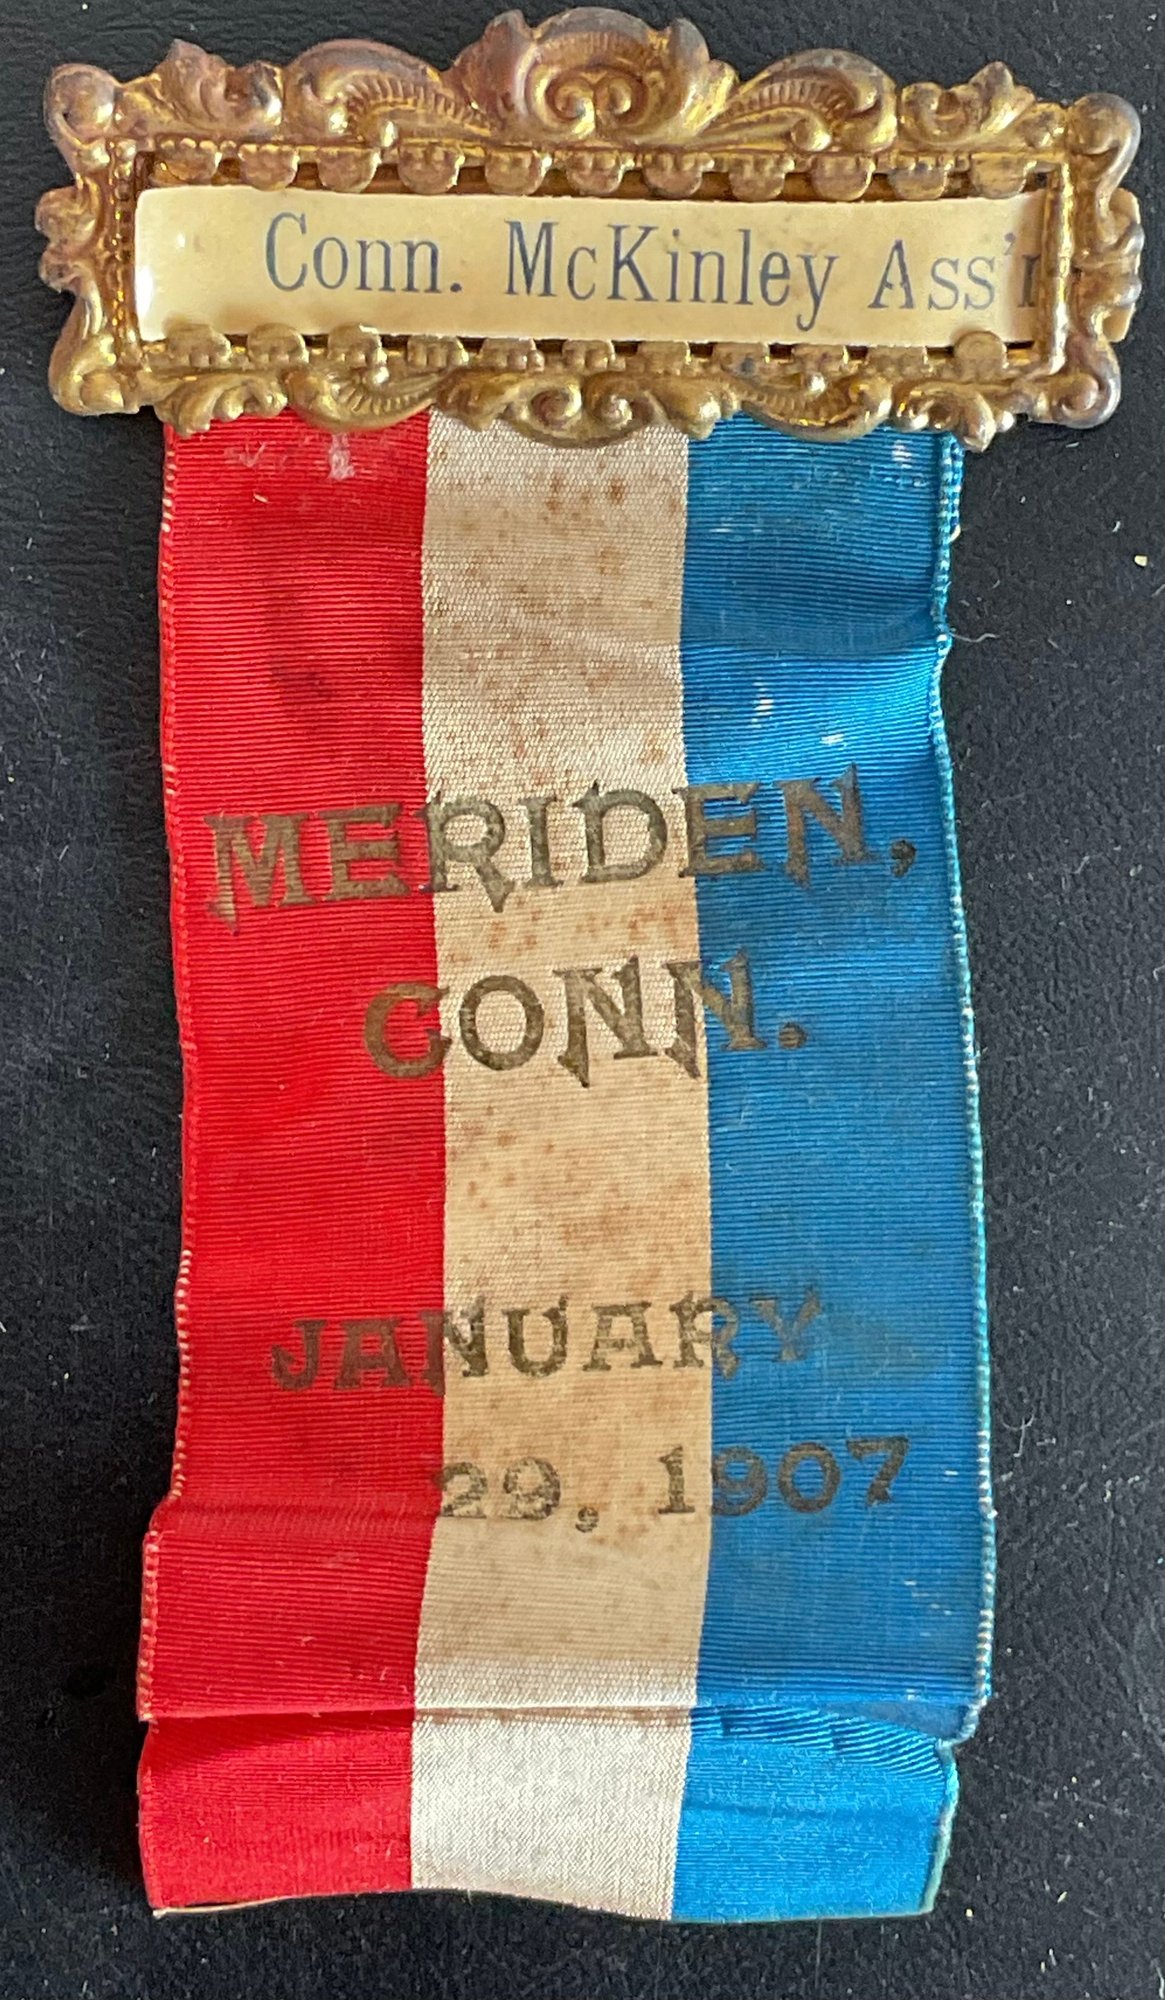 Conn. McKinley Ass'n
MERIDEN,
CONN.
JANUARY
29, 1907